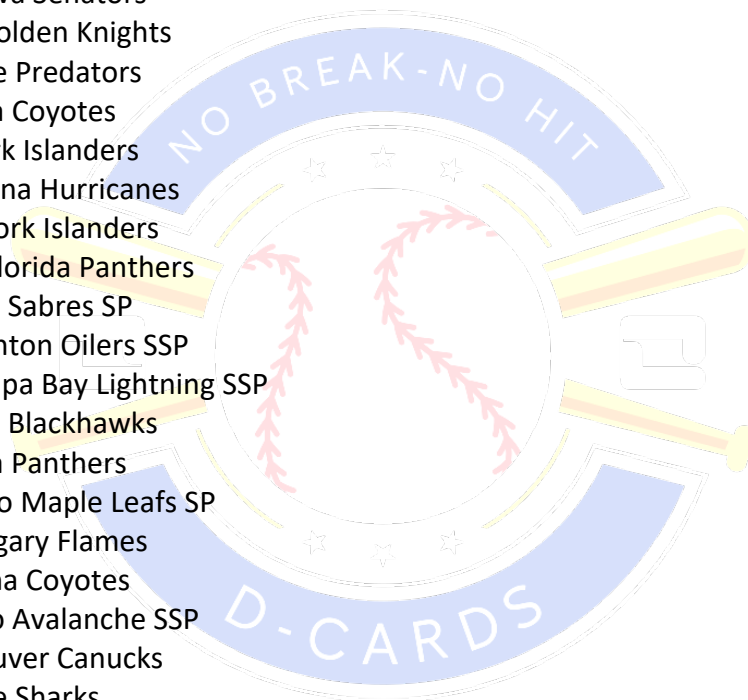 Senators
olden Knights
e Predators
Coyotes
k Islanders
na Hurricanes
ork Islanders
lorida Panthers
Sabres SP
nton Oilers SSP
pa Bay Lightning SSP
Blackhawks
Panthers
o Maple Leafs SP
gary Flames
na Coyotes
o Avalanche SSP
uver Canucks
e Sharks
NO BREAK-NO HIT
D-CARDS